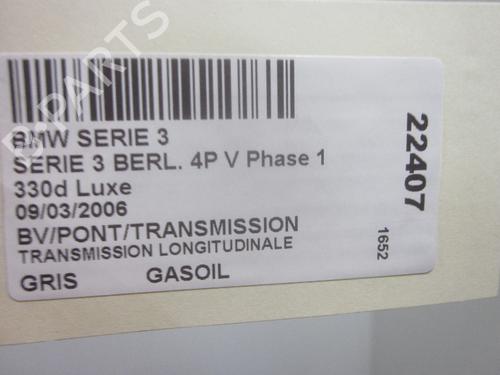 BMW SERIE 3
SERIE 3 BERL. 4P V Phase 1
330d Luxe
09/03/2006
BV/PONT/TRANSMISSION
TRANSMISSION LONGITUDINALE
GRIS GASOIL
22407
1652
B-PARTS